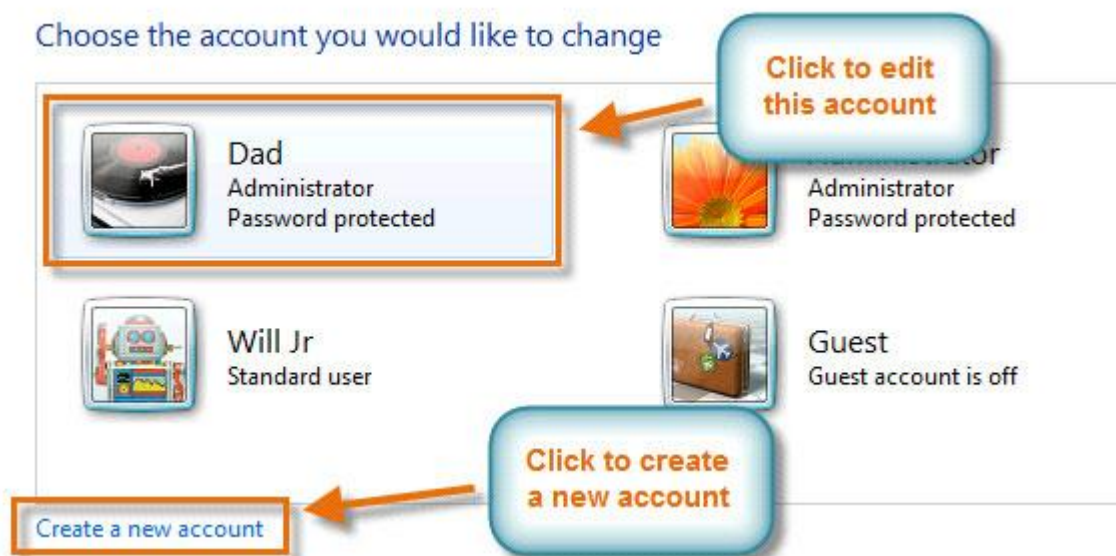 Choose the account you would like to change
Click to edit
this account
Dad
Administrator
Password protected
Administrator
Password protected
Will Jr
Standard user
Guest
Guest account is off
Click to create
a new account
Create a new account